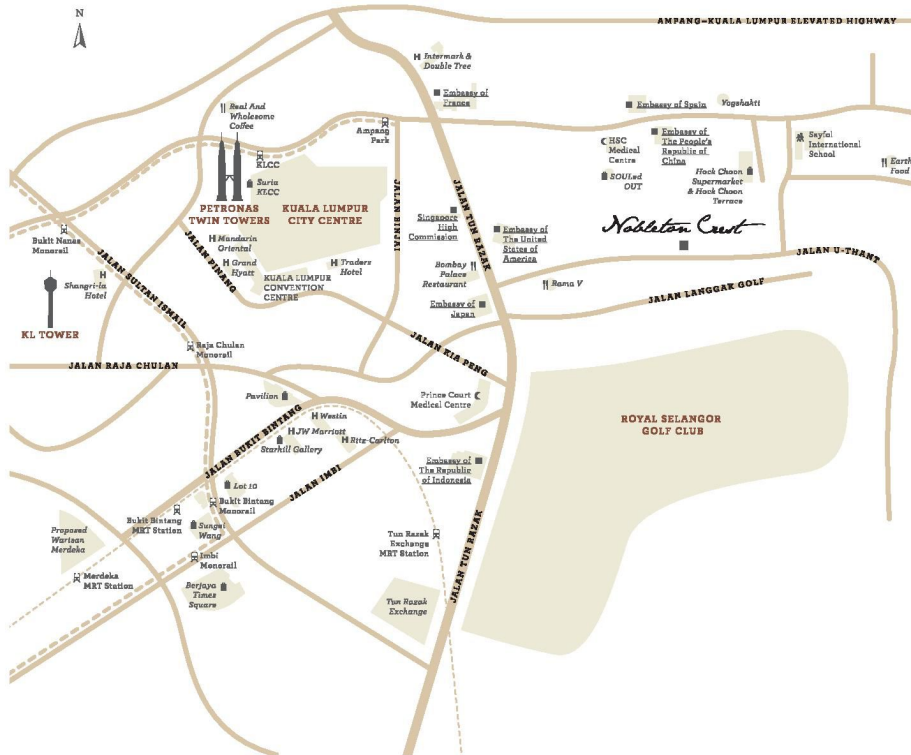 N
AMPANG–KUALA LUMPUR ELEVATED HIGHWAY
Intermark &
Double Tree
Embassy of
France
Embassy of Spain
Yogshakti
Real And
Wholesome
Coffee
Ampang
Park
KLCC
HSC
Medical
Centre
Embassy of
The People's
Republic of
China
Sayfol
International
School
Earth
Food
SOULed
OUT
Hock Choon
Supermarket
& Hock Choon
Terrace
Suria
KLCC
PETRONAS
TWIN TOWERS
KUALA LUMPUR
CITY CENTRE
JALAN BINJAI
JALAN TUN RAZAK
Singapore
High
Commission
Embassy of
The United
States of
America
Nobleton Crest
Bukit Nanas
Monorail
Mandarin
Oriental
JALAN U-THANT
JALAN SULTAN ISMAIL
JALAN PINANG
Grand
Hyatt
Traders
Hotel
Bombay
Palace
Restaurant
Shangri-la
Hotel
KUALA LUMPUR
CONVENTION
CENTRE
Rama V
JALAN LANGGAK GOLF
Embassy of
Japan
KL TOWER
Raja Chulan
Monorail
JALAN KIA PENG
JALAN RAJA CHULAN
Pavilion
Prince Court
Medical Centre
Westin
JW Marriott
Ritz-Carlton
Starhill Gallery
JALAN BUKIT BINTANG
ROYAL SELANGOR
GOLF CLUB
JALAN IMBI
Embassy of
The Republic
of Indonesia
Lot 10
Bukit Bintang
Monorail
Bukit Bintang
MRT Station
Sungei
Wang
Proposed
Warisan
Merdeka
Tun Razak
Exchange
MRT Station
Imbi
Monorail
Merdeka
MRT Station
Berjaya
Times
Square
Tun Razak
Exchange
JALAN TUN RAZAK